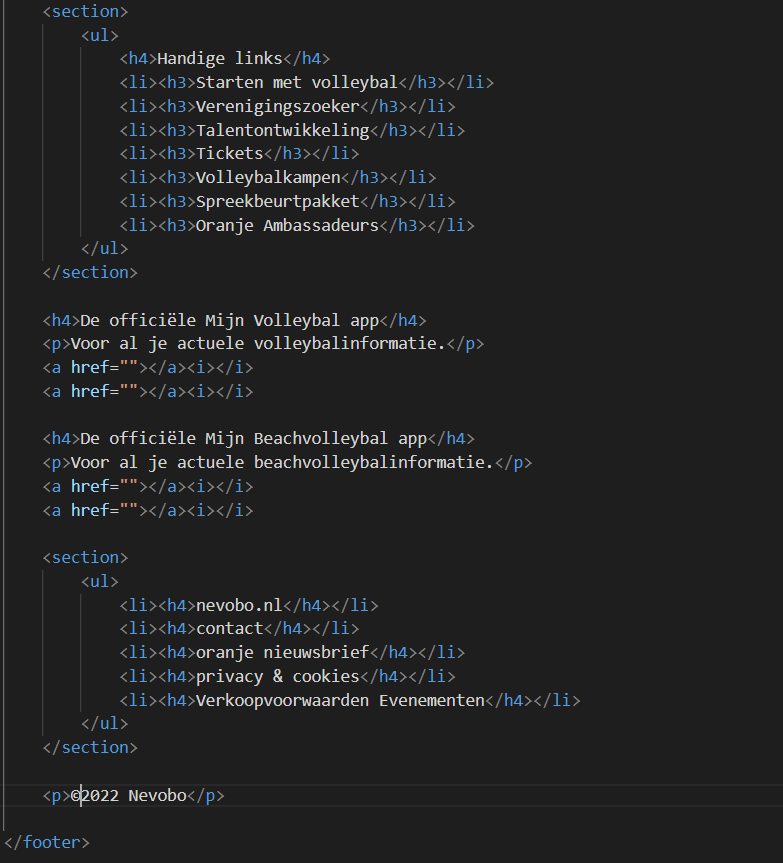 <section>
<ul>
<h4>Handige links</h4>
<li><h3>Starten met volleybal</h3></li>
<li><h3>Verenigingszoeker</h3></li>
<li><h3>Talentontwikkeling</h3></li>
<li><h3>Tickets</h3></li>
<li><h3>Volleybalkampen</h3></li>
<li><h3>Spreekbeurtpakket</h3></li>
<li><h3>Oranje Ambassadeurs</h3></li>
</ul>
</section>
<h4>De officiële Mijn Volleybal app</h4>
<p>Voor al je actuele volleybalinformatie.</p>
<a href=""></a><i></i>
<a href=""></a><i></i>
<h4>De officiële Mijn Beachvolleybal app</h4>
<p>Voor al je actuele beachvolleybalinformatie.</p>
<a href=""></a><i></i>
<a href=""></a><i></i>
<section>
<ul>
<li><h4>nevobo.nl</h4></li>
<li><h4>contact</h4></li>
<li><h4>oranje nieuwsbrief</h4></li>
<li><h4>privacy & cookies</h4></li>
<li><h4>Verkoopvoorwaarden Evenementen</h4></li>
</ul>
</section>
<p>©2022 Nevobo</p>
</footer>